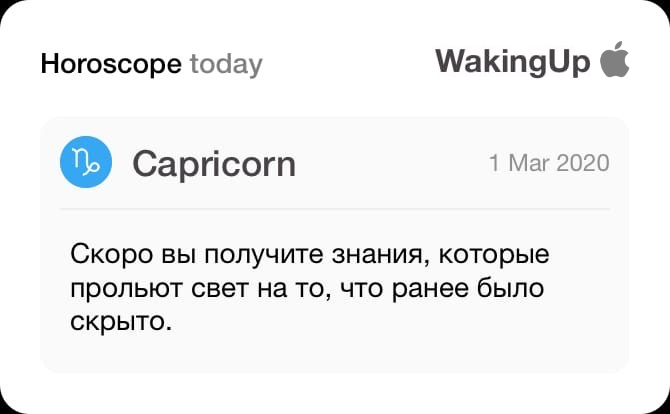 Horoscope today
WakingUp
Capricorn
1 Mar 2020
Скоро вы получите знания, которые
прольют свет на то, что ранее было
скрыто.